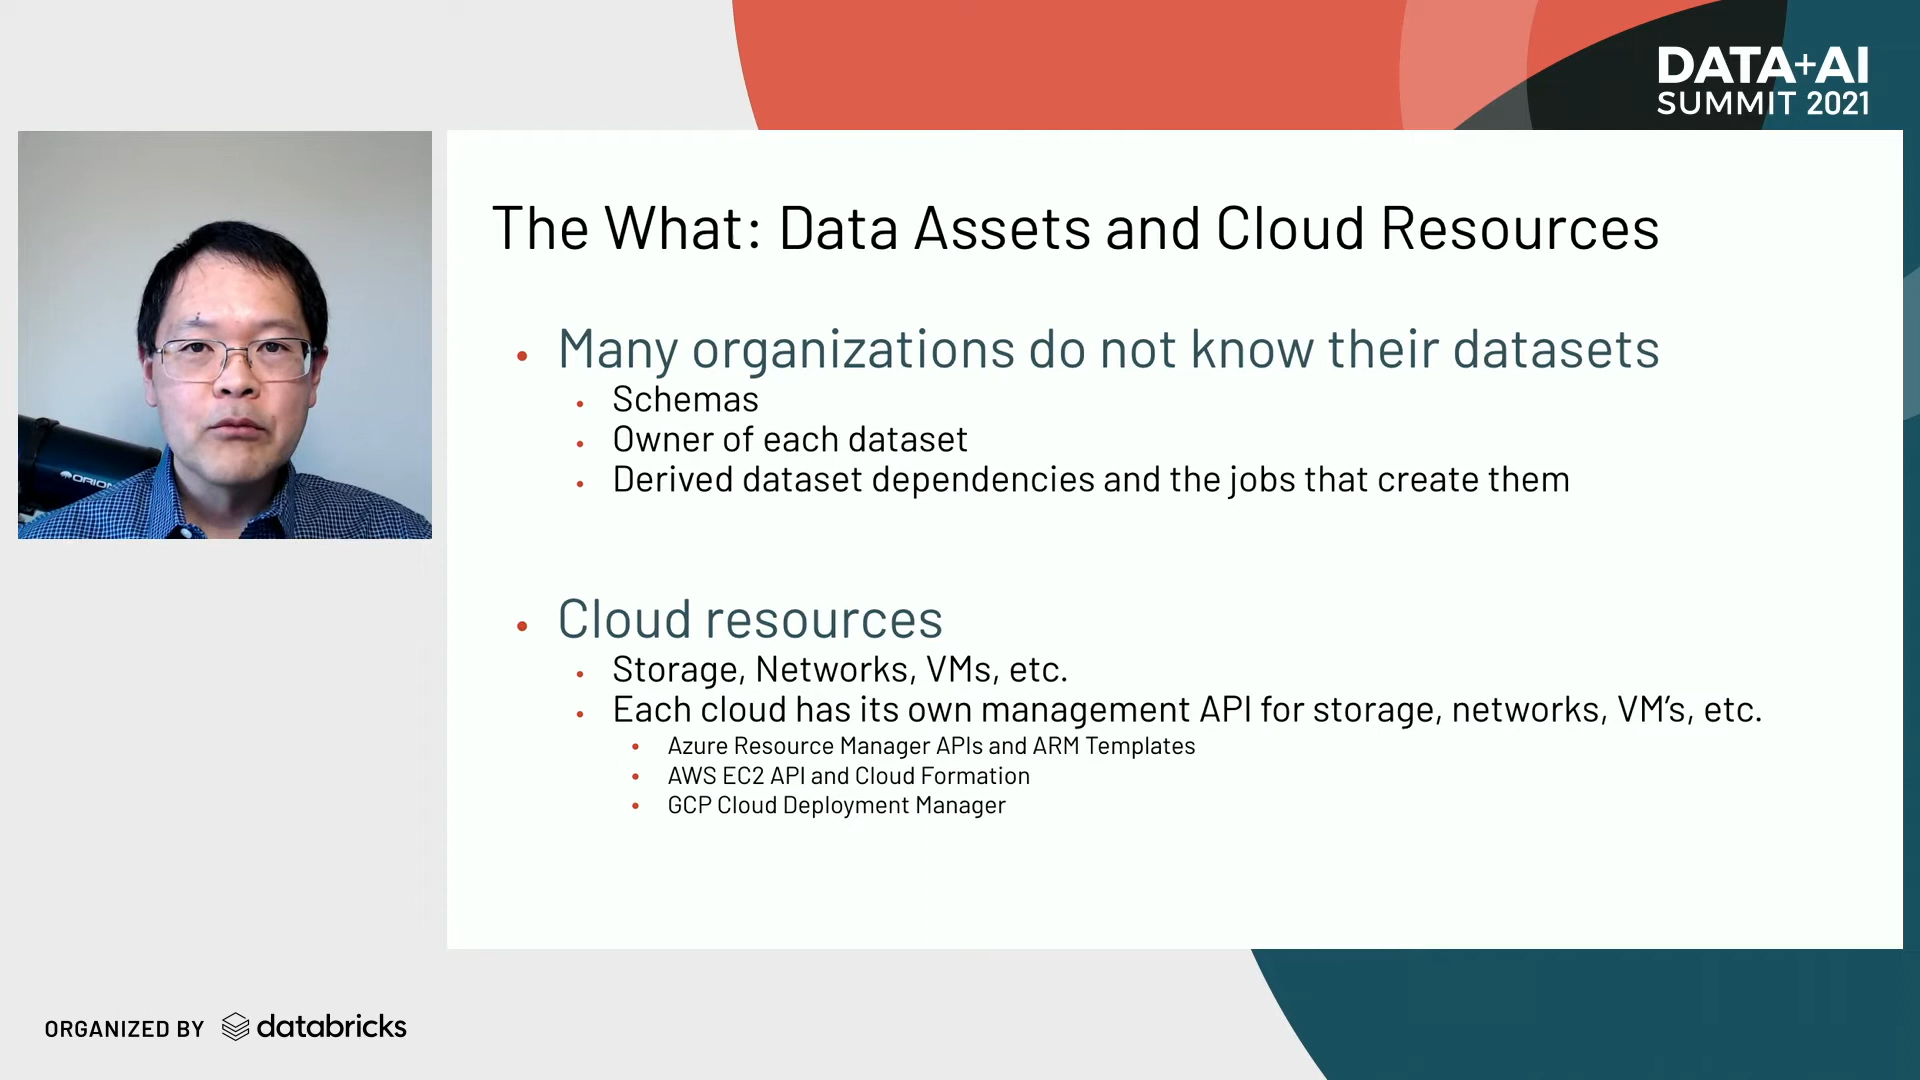 DATA+AI
SUMMIT 2021
ORION
The What: Data Assets and Cloud Resources
• Many organizations do not know their datasets
• Schemas
• Owner of each dataset
• Derived dataset dependencies and the jobs that create them
• Cloud resources
• Storage, Networks, VMs, etc.
• Each cloud has its own management API for storage, networks, VM’s, etc.
• Azure Resource Manager APIs and ARM Templates
• AWS EC2 API and Cloud Formation
• GCP Cloud Deployment Manager
ORGANIZED BY databricks